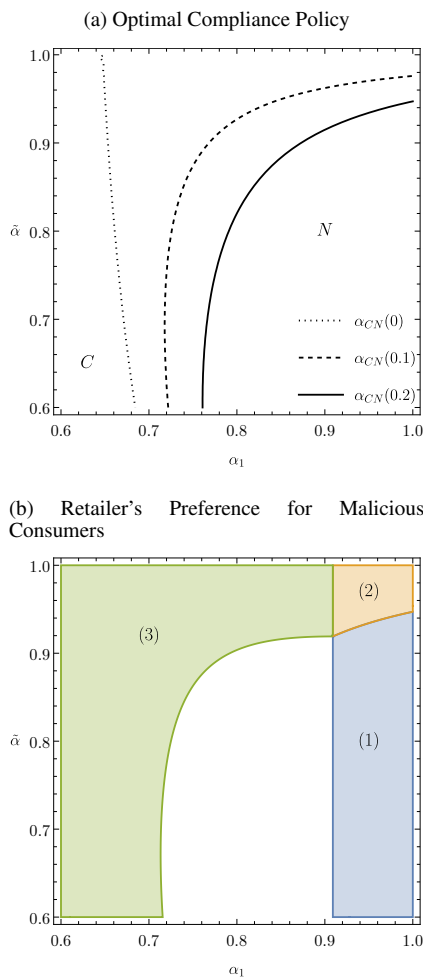 (a) Optimal Compliance Policy
1.0
0.9
α̃
0.8
N
0.7
α_CN(0)
C
α_CN(0.1)
α_CN(0.2)
0.6
0.6 0.7 0.8 0.9 1.0
α₁
(b) Retailer's Preference for Malicious
Consumers
1.0
(2)
(3)
0.9
α̃
0.8
(1)
0.7
0.6
0.6 0.7 0.8 0.9 1.0
α₁